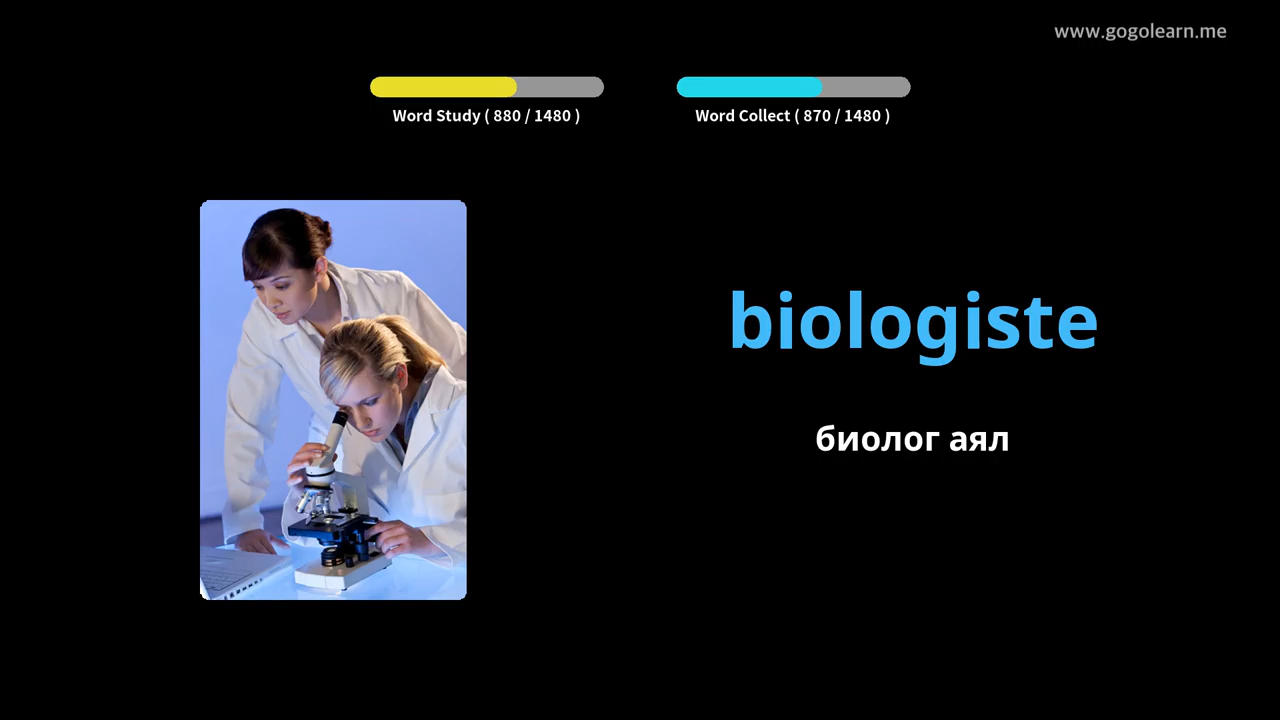 www.gogolearn.me
Word Study ( 880 / 1480 )
Word Collect ( 870 / 1480 )
biologiste
биолог аял